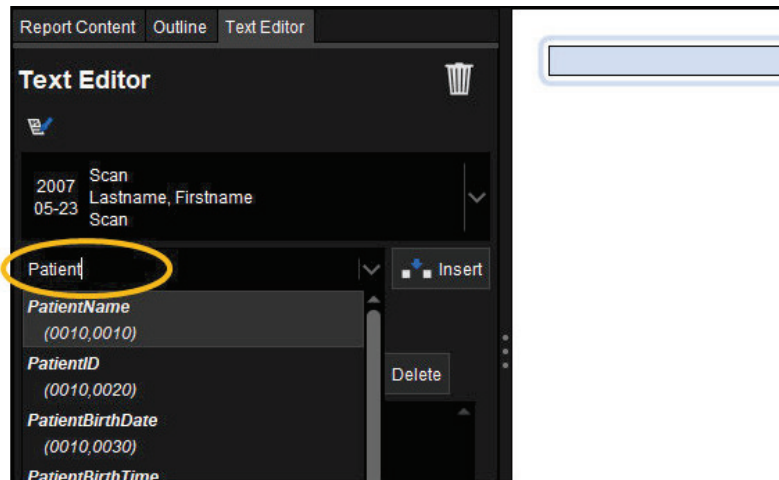 Report Content Outline Text Editor
Text Editor
2007
05-23
Scan
Lastname, Firstname
Scan
Patient Insert
PatientName
(0010,0010)
PatientID
(0010,0020)
Delete
PatientBirthDate
(0010,0030)
PatientBirthTime